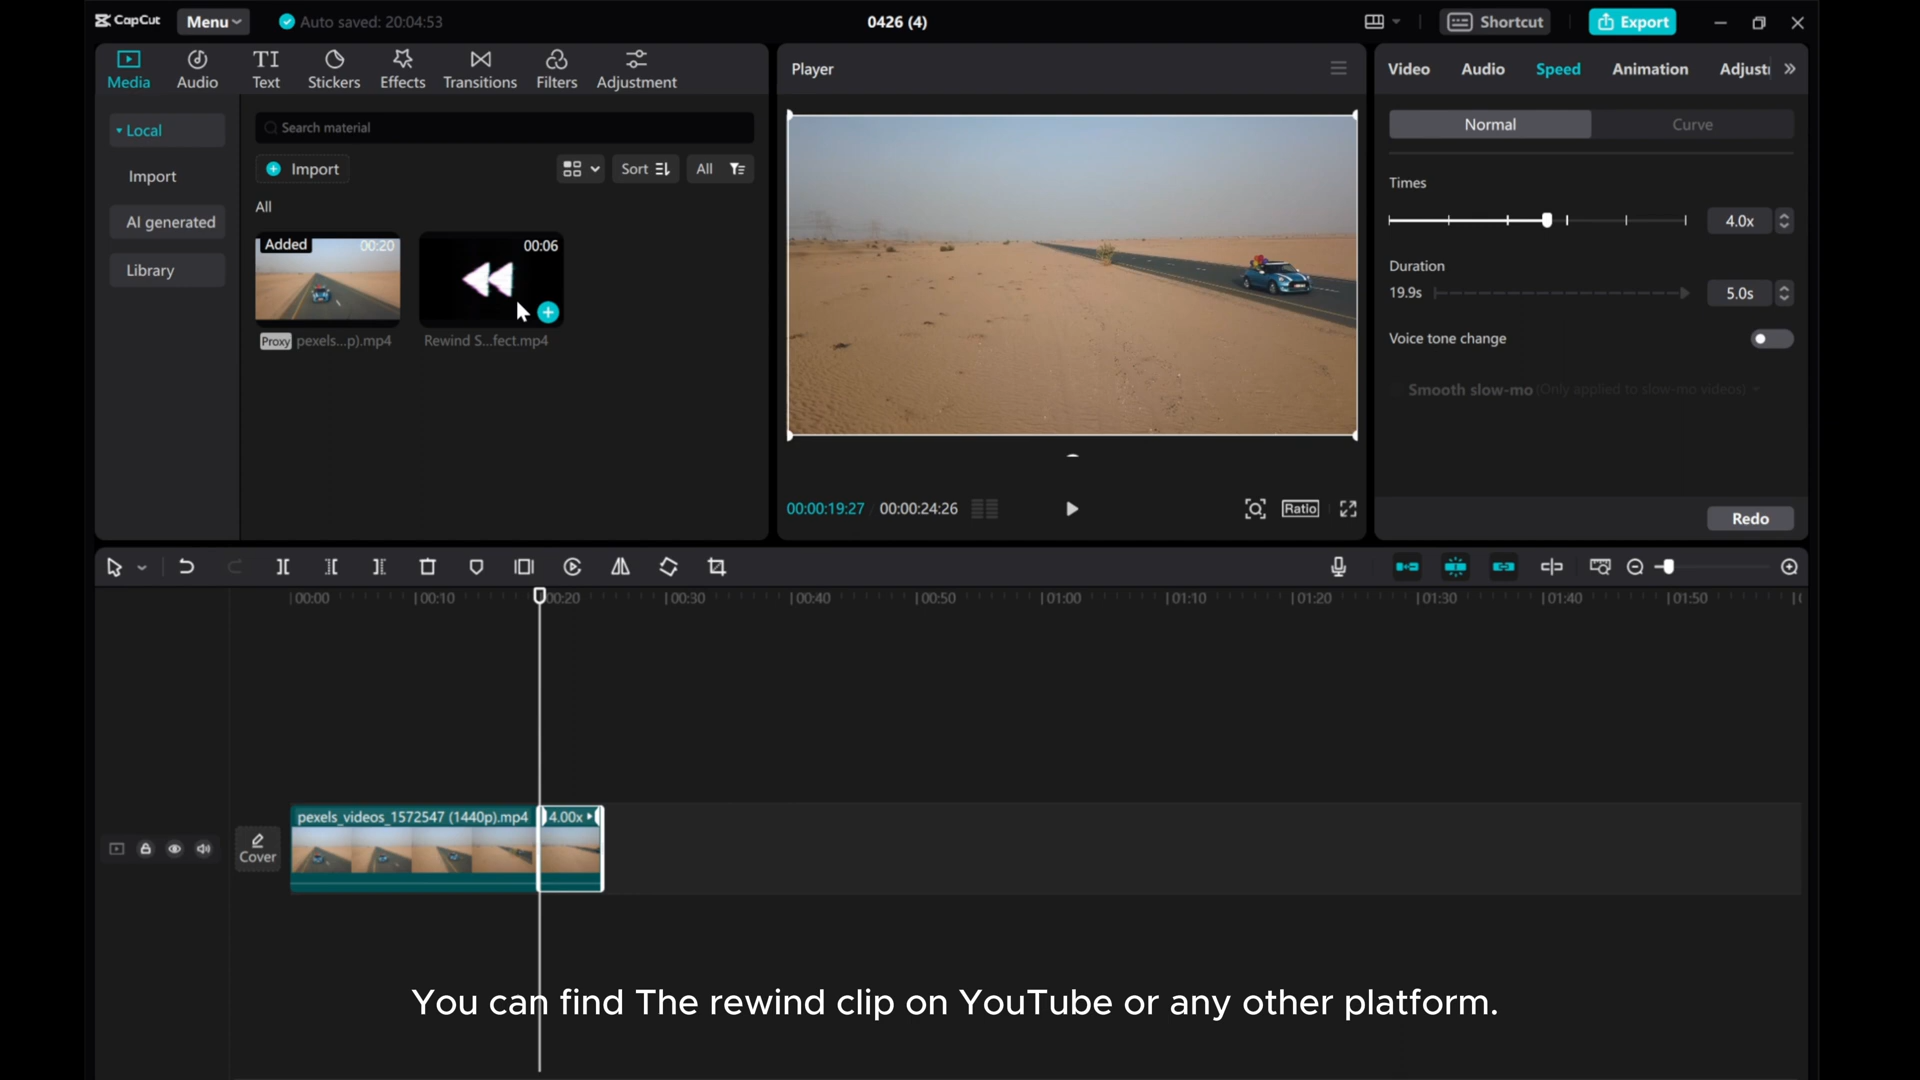 CapCut
Menu
Auto saved: 20:04:53
0426 (4)
Shortcut
Export
Media
Audio
Text
Stickers
Effects
Transitions
Filters
Adjustment
Player
Video
Audio
Speed
Animation
Adjust
Local
Import
AI generated
Library
Search material
Import
Sort
All
All
Added
00:20
00:06
Proxy
pexels...p).mp4
Rewind S...fect.mp4
Normal
Curve
Times
4.0x
Duration
19.9s
5.0s
Voice tone change
Smooth slow-mo (Only applied to slow-mo videos)
00:00:19:27
00:00:24:26
Ratio
Redo
00:00
00:10
00:20
00:30
00:40
00:50
01:00
01:10
01:20
01:30
01:40
01:50
pexels_videos_1572547 (1440p).mp4
4.00x
Cover
You can find The rewind clip on YouTube or any other platform.